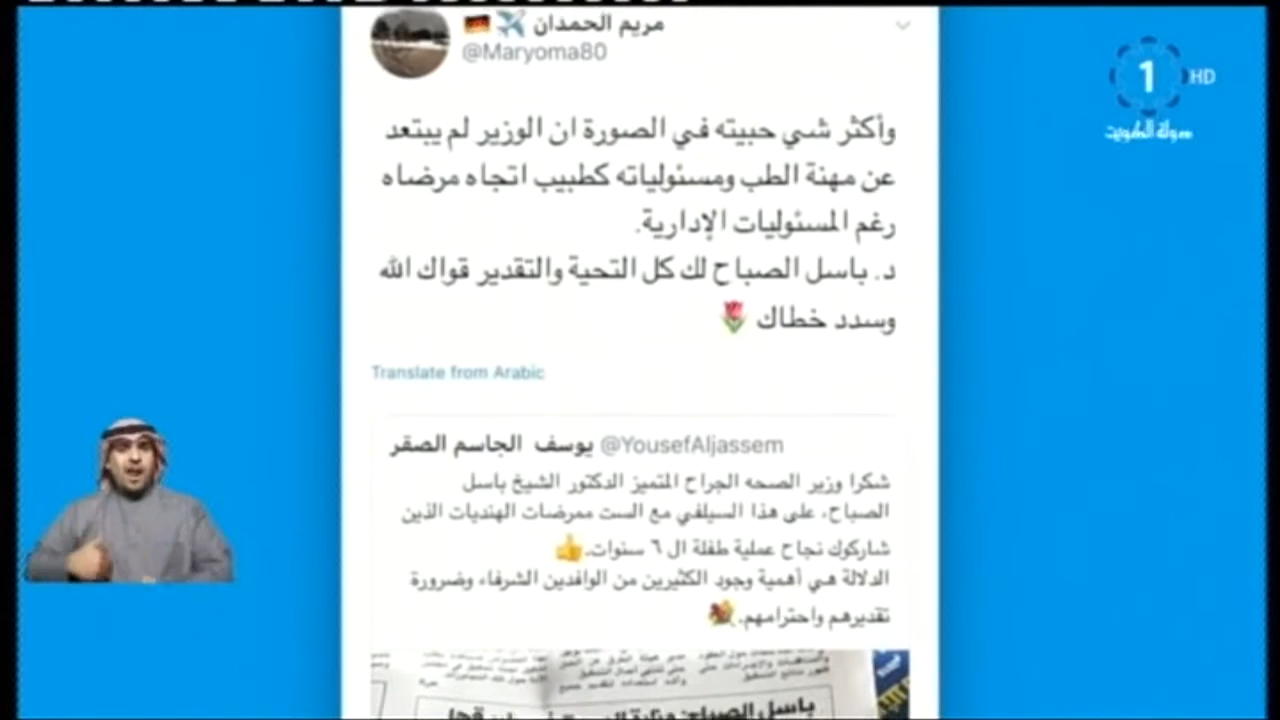 مريم الحمدان
@Maryoma80
1 HD
وأكثر شي حبيته في الصورة ان الوزير لم يبتعد
عن مهنة الطب ومسئولياته كطبيب اتجاه مرضاه
رغم المسئوليات الإدارية.
د. باسل الصباح لك كل التحية والتقدير قواك الله
وسدد خطاك
Translate from Arabic
يوسف الجاسم الصقر @YousefAljassem
شكرا وزير الصحه الجراح المتميز الدكتور الشيخ باسل
الصباح، على هذا السيلفي مع الست ممرضات الهنديات الذين
شاركوك نجاح عملية طفلة ال ٦ سنوات.
الدلالة هي أهمية وجود الكثيرين من الوافدين الشرفاء وضرورة
تقديرهم واحترامهم.
باسل الصباح: